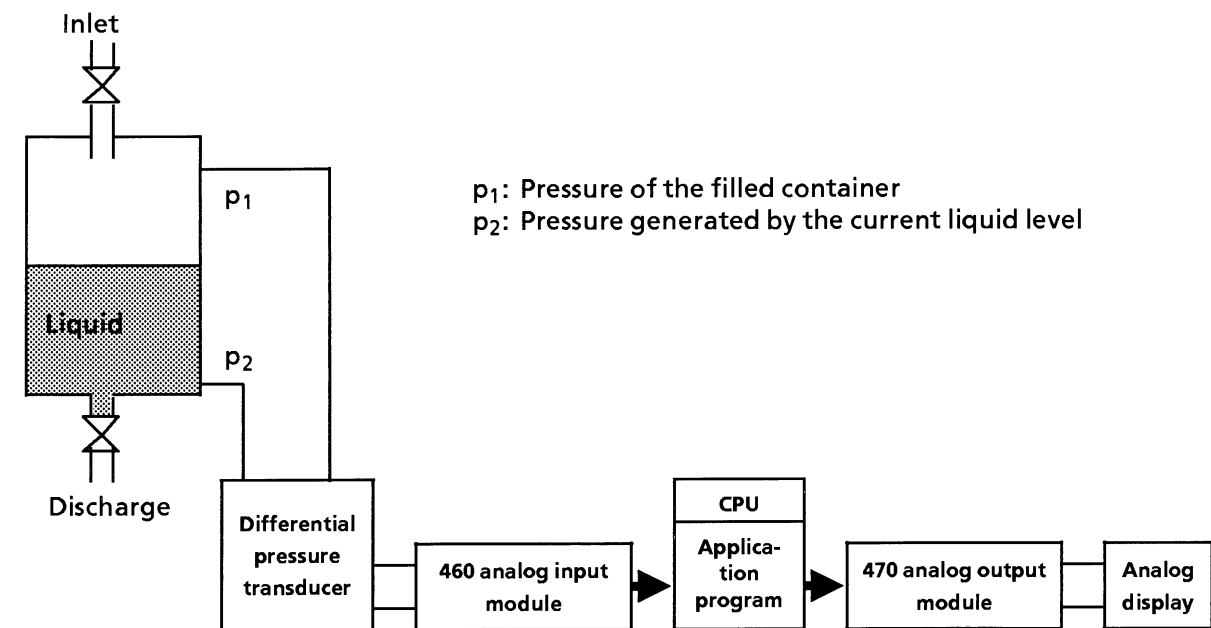 Inlet
p₁
p₁: Pressure of the filled container
p₂: Pressure generated by the current liquid level
Liquid
p₂
Discharge
Differential
pressure
transducer
460 analog input
module
CPU
Applica-
tion
program
470 analog output
module
Analog
display